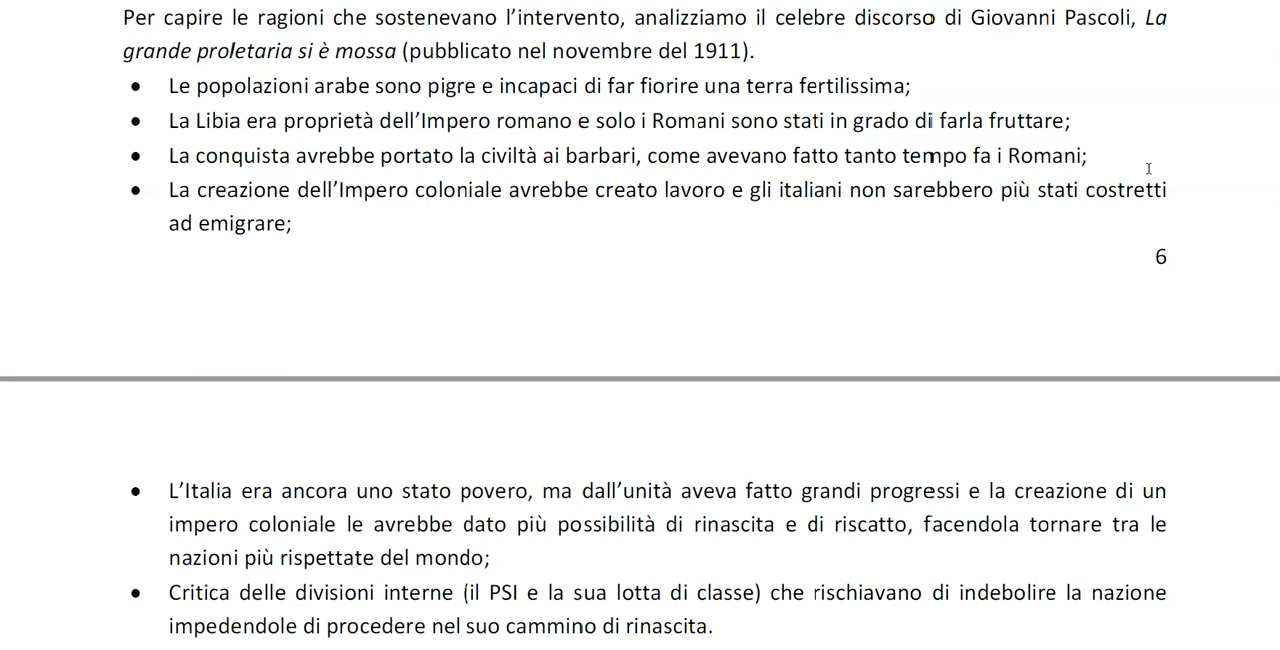 Per capire le ragioni che sostenevano l’intervento, analizziamo il celebre discorso di Giovanni Pascoli, La
grande proletaria si è mossa (pubblicato nel novembre del 1911).
• Le popolazioni arabe sono pigre e incapaci di far fiorire una terra fertilissima;
• La Libia era proprietà dell’Impero romano e solo i Romani sono stati in grado di farla fruttare;
• La conquista avrebbe portato la civiltà ai barbari, come avevano fatto tanto tempo fa i Romani;
• La creazione dell’Impero coloniale avrebbe creato lavoro e gli italiani non sarebbero più stati costretti
ad emigrare;
6
• L’Italia era ancora uno stato povero, ma dall’unità aveva fatto grandi progressi e la creazione di un
impero coloniale le avrebbe dato più possibilità di rinascita e di riscatto, facendola tornare tra le
nazioni più rispettate del mondo;
• Critica delle divisioni interne (il PSI e la sua lotta di classe) che rischiavano di indebolire la nazione
impedendole di procedere nel suo cammino di rinascita.